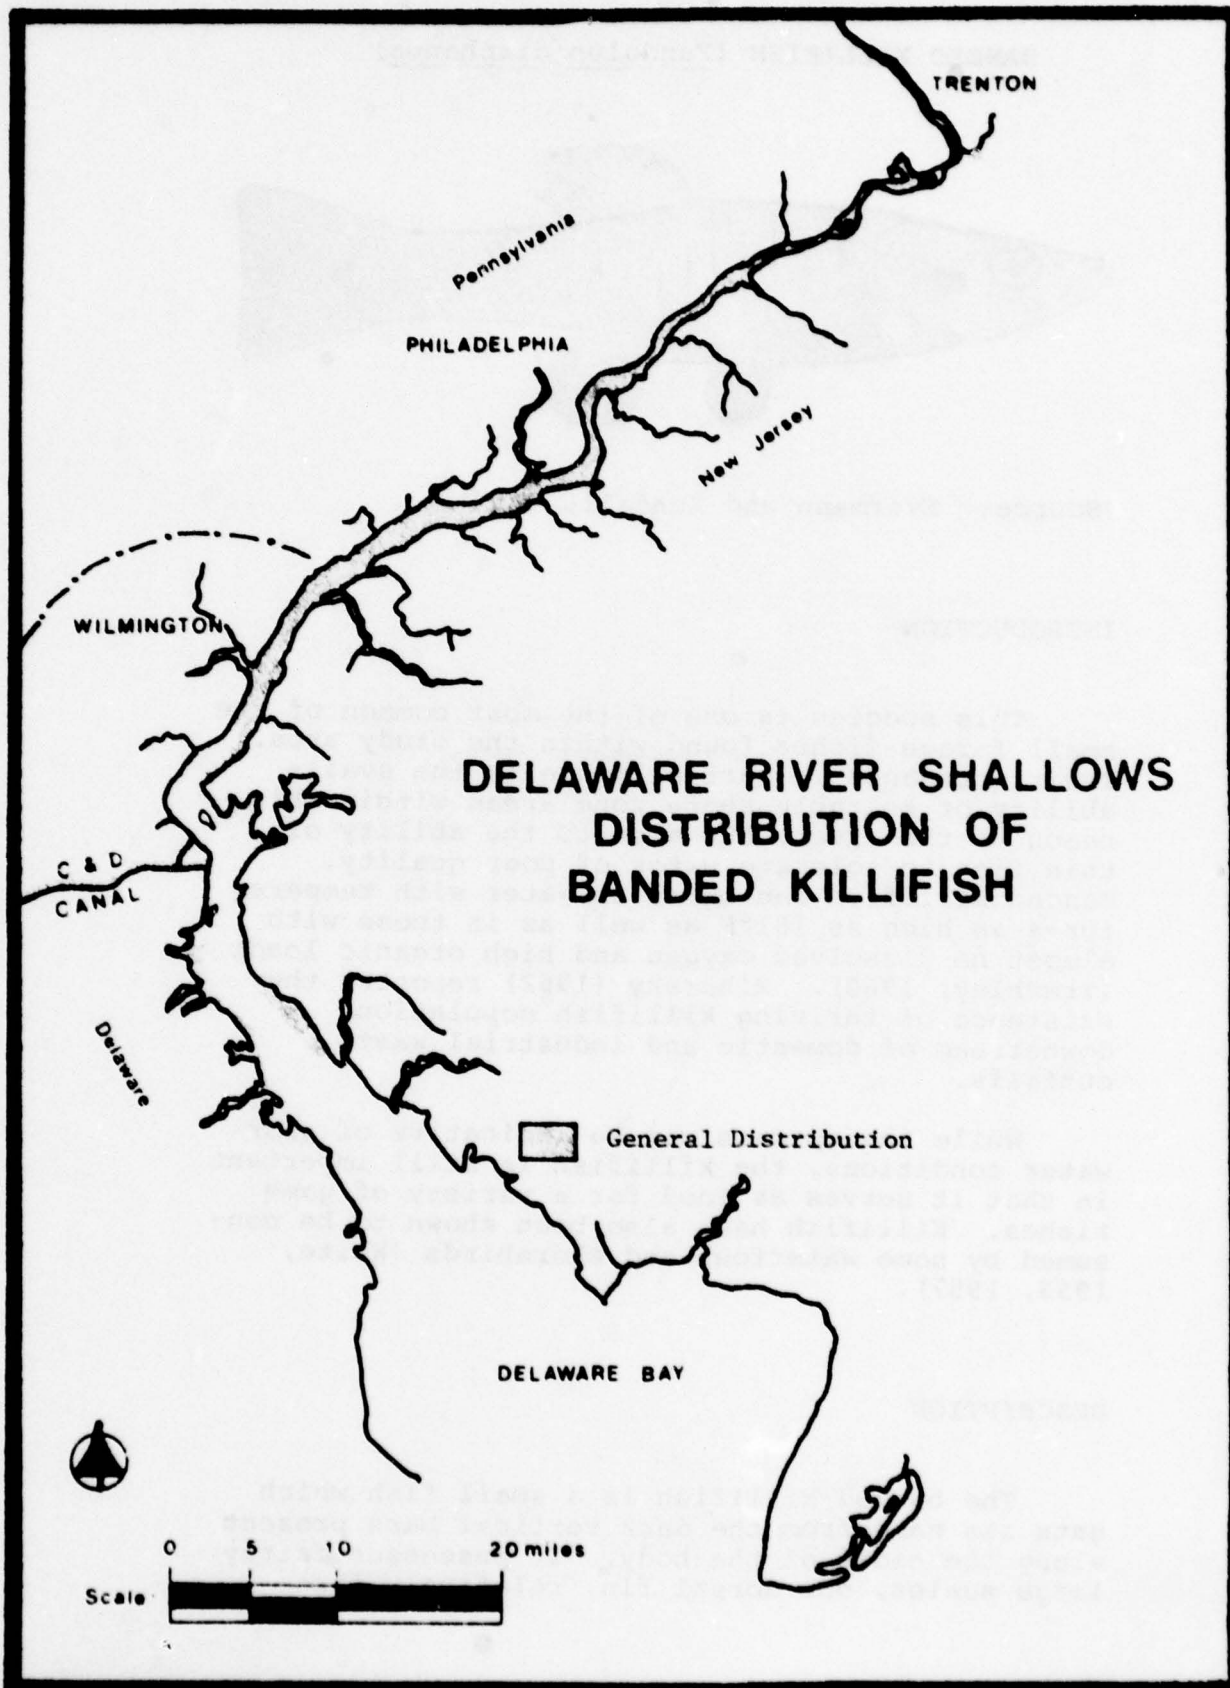 TRENTON
Pennsylvania
PHILADELPHIA
New Jersey
WILMINGTON
DELAWARE RIVER SHALLOWS
DISTRIBUTION OF
BANDED KILLIFISH
C & D
CANAL
Delaware
General Distribution
DELAWARE BAY
0 5 10 20 miles
Scale